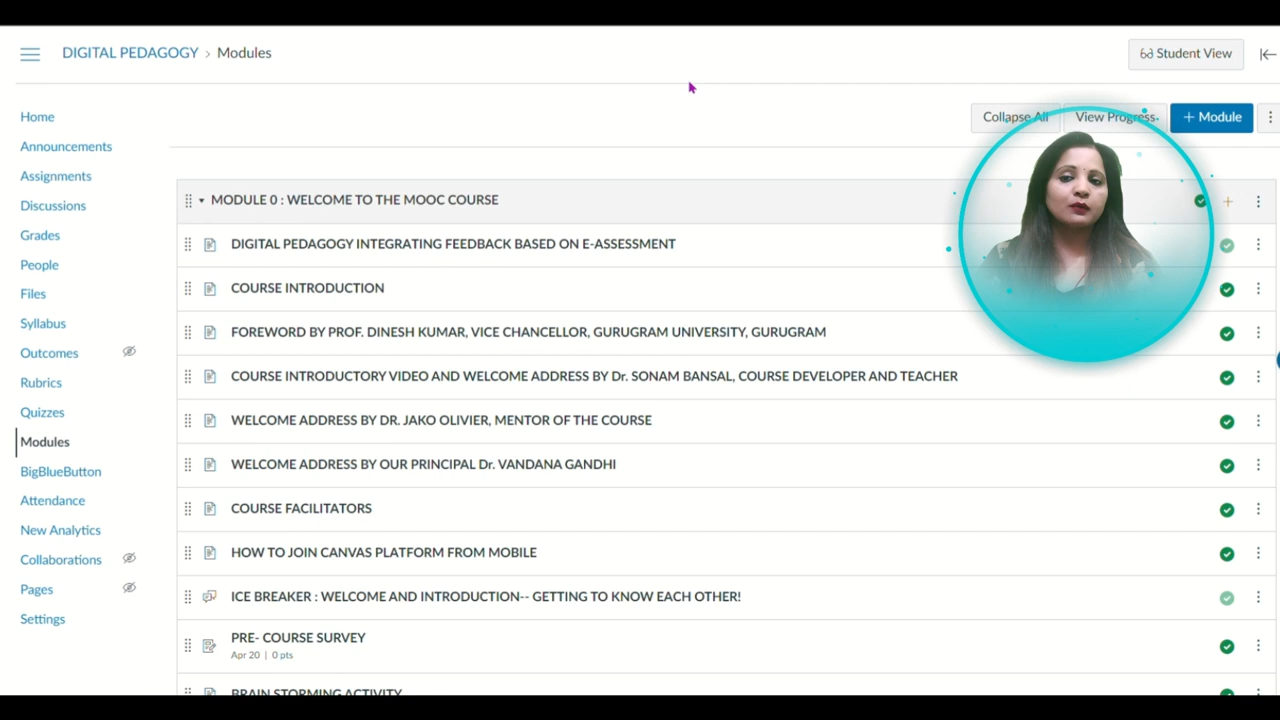 DIGITAL PEDAGOGY > Modules
Student View
Collapse All
View Progress
+ Module
Home
Announcements
Assignments
Discussions
Grades
People
Files
Syllabus
Outcomes
Rubrics
Quizzes
Modules
BigBlueButton
Attendance
New Analytics
Collaborations
Pages
Settings
MODULE 0 : WELCOME TO THE MOOC COURSE
DIGITAL PEDAGOGY INTEGRATING FEEDBACK BASED ON E-ASSESSMENT
COURSE INTRODUCTION
FOREWORD BY PROF. DINESH KUMAR, VICE CHANCELLOR, GURUGRAM UNIVERSITY, GURUGRAM
COURSE INTRODUCTORY VIDEO AND WELCOME ADDRESS BY Dr. SONAM BANSAL, COURSE DEVELOPER AND TEACHER
WELCOME ADDRESS BY DR. JAKO OLIVIER, MENTOR OF THE COURSE
WELCOME ADDRESS BY OUR PRINCIPAL Dr. VANDANA GANDHI
COURSE FACILITATORS
HOW TO JOIN CANVAS PLATFORM FROM MOBILE
ICE BREAKER : WELCOME AND INTRODUCTION-- GETTING TO KNOW EACH OTHER!
PRE- COURSE SURVEY
Apr 20 | 0 pts
BRAIN STORMING ACTIVITY